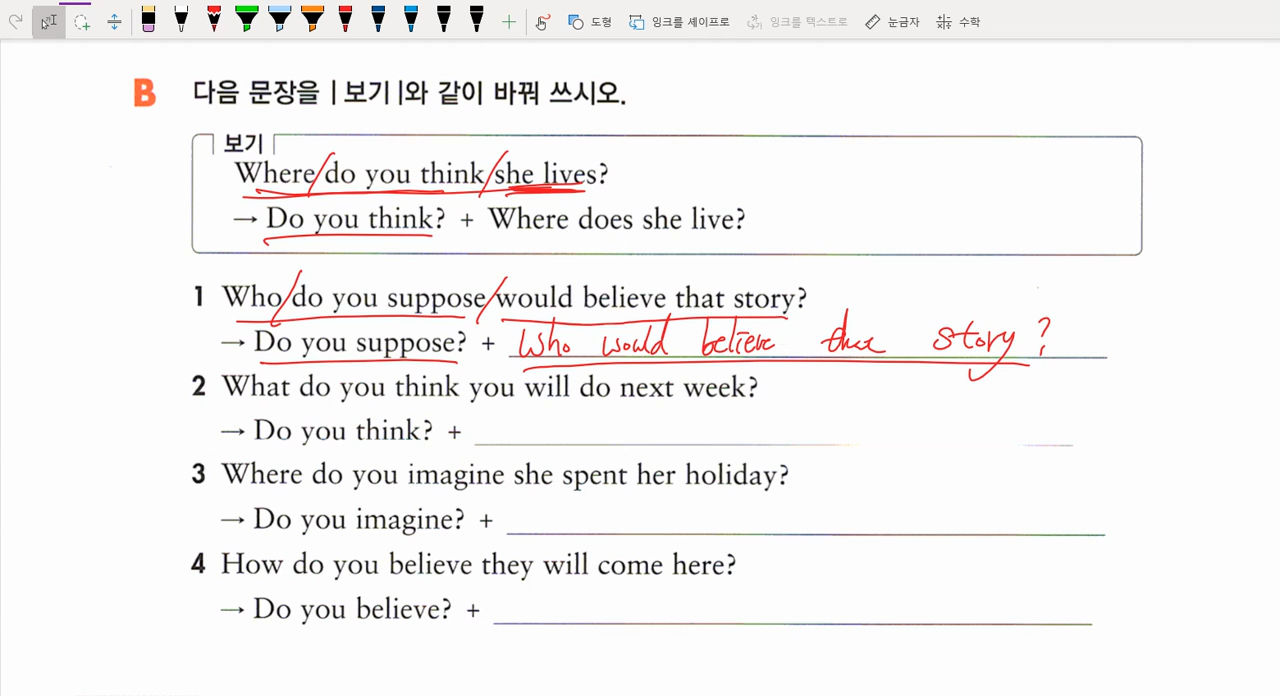 도형 잉크를 셰이프로 잉크를 텍스트로 눈금자 수학
B 다음 문장을 | 보기 |와 같이 바꿔 쓰시오.
보기
Where/do you think/she lives?
→ Do you think? + Where does she live?
1 Who/do you suppose/would believe that story?
→ Do you suppose? + Who would believe story?
2 What do you think you will do next week?
→ Do you think? +
3 Where do you imagine she spent her holiday?
→ Do you imagine? +
4 How do you believe they will come here?
→ Do you believe? +